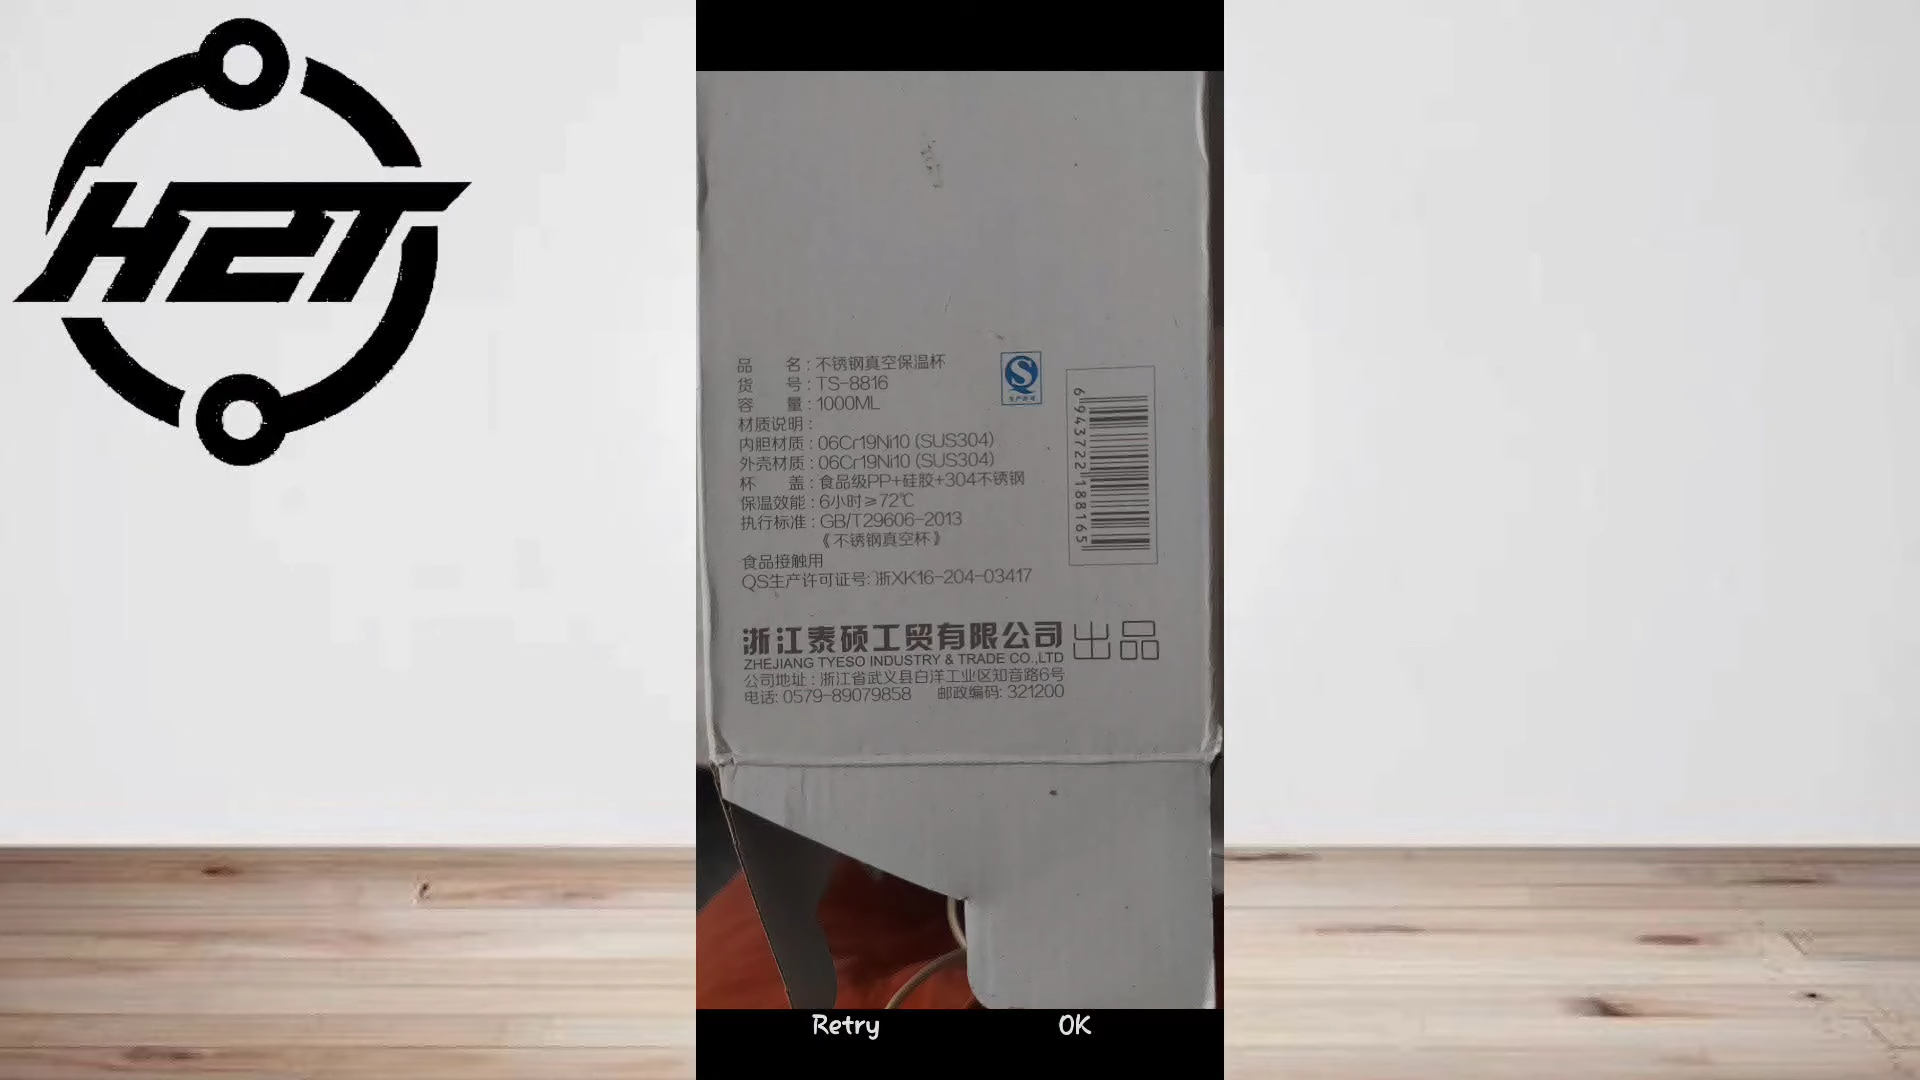 H2T
品 名:不锈钢真空保温杯
货 号:TS-8816
容 量:1000ML
材质说明:
内胆材质:06Cr19Ni10 (SUS304)
外壳材质:06Cr19Ni10 (SUS304)
杯 盖:食品级PP+硅胶+304不锈钢
保温效能:6小时≥72℃
执行标准:GB/T29606-2013
《不锈钢真空杯》
食品接触用
QS生产许可证号:浙XK16-204-03417
生产许可
6 943722 188165
浙江泰硕工贸有限公司 出品
ZHEJIANG TYESO INDUSTRY & TRADE CO.,LTD
公司地址:浙江省武义县白洋工业区知音路6号
电话: 0579-89079858 邮政编码: 321200
Retry OK